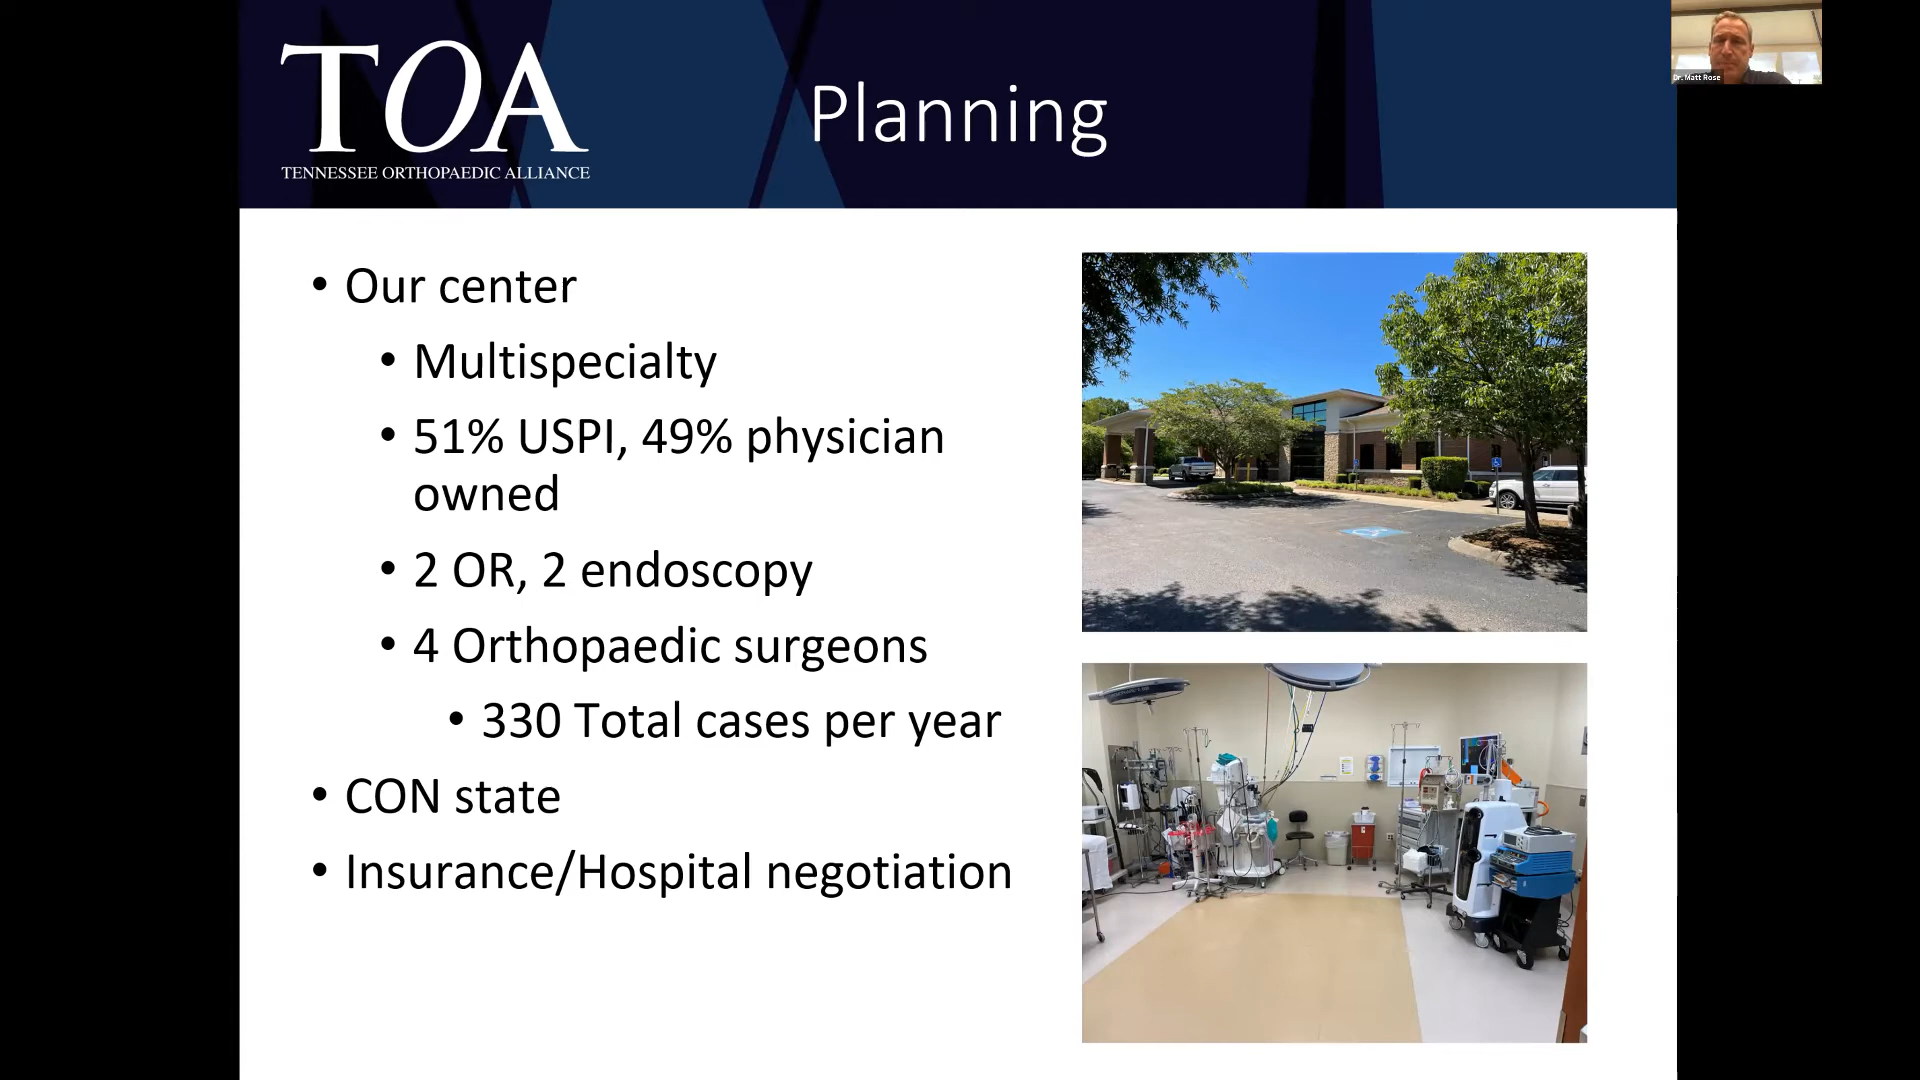 TOA
TENNESSEE ORTHOPAEDIC ALLIANCE
Planning
Dr. Matt Rose
• Our center
• Multispecialty
• 51% USPI, 49% physician
owned
• 2 OR, 2 endoscopy
• 4 Orthopaedic surgeons
• 330 Total cases per year
• CON state
• Insurance/Hospital negotiation